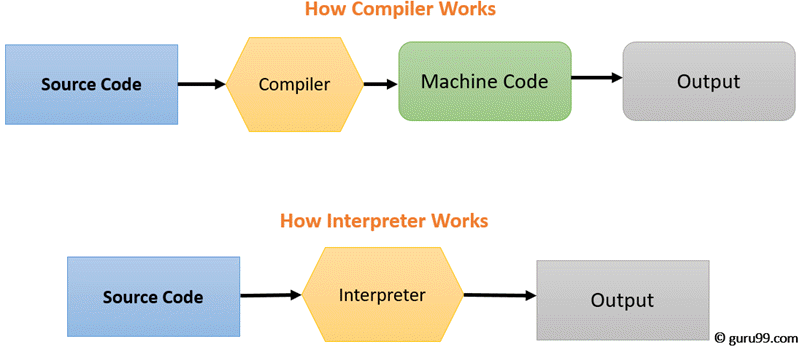 How Compiler Works
Source Code
Compiler
Machine Code
Output
How Interpreter Works
Source Code
Interpreter
Output
© guru99.com